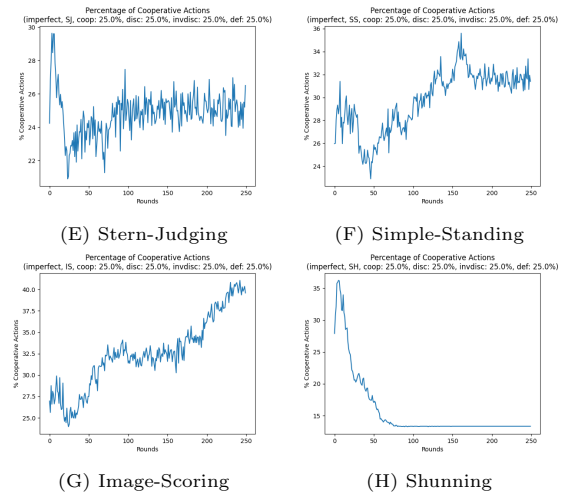 Percentage of Cooperative Actions
(imperfect, SJ, coop: 25.0%, disc: 25.0%, invdisc: 25.0%, def: 25.0%)
% Cooperative Actions
30
28
26
24
22
0 50 100 150 200 250
Rounds
(E) Stern-Judging
Percentage of Cooperative Actions
(imperfect, SS, coop: 25.0%, disc: 25.0%, invdisc: 25.0%, def: 25.0%)
% Cooperative Actions
36
34
32
30
28
26
24
0 50 100 150 200 250
Rounds
(F) Simple-Standing
Percentage of Cooperative Actions
(imperfect, IS, coop: 25.0%, disc: 25.0%, invdisc: 25.0%, def: 25.0%)
% Cooperative Actions
40.0
37.5
35.0
32.5
30.0
27.5
25.0
0 50 100 150 200 250
Rounds
(G) Image-Scoring
Percentage of Cooperative Actions
(imperfect, SH, coop: 25.0%, disc: 25.0%, invdisc: 25.0%, def: 25.0%)
% Cooperative Actions
35
30
25
20
15
0 50 100 150 200 250
Rounds
(H) Shunning